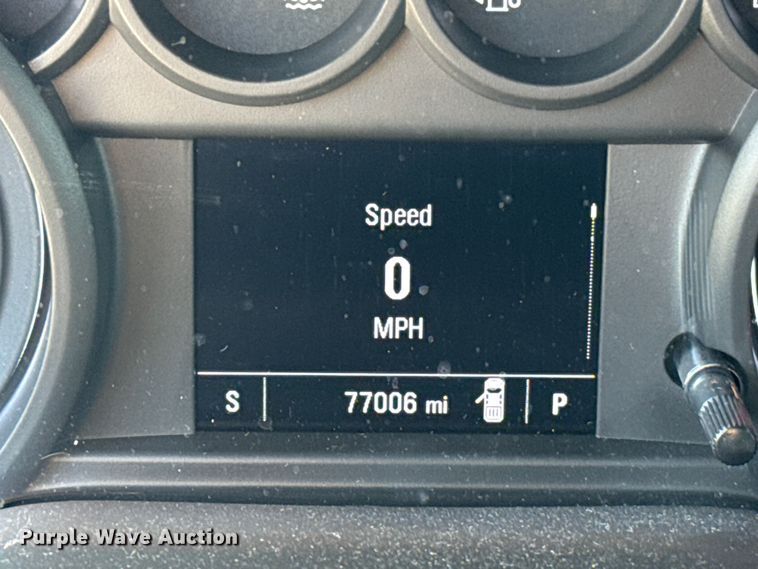 Speed
0
MPH
S 77006 mi P
Purple Wave Auction